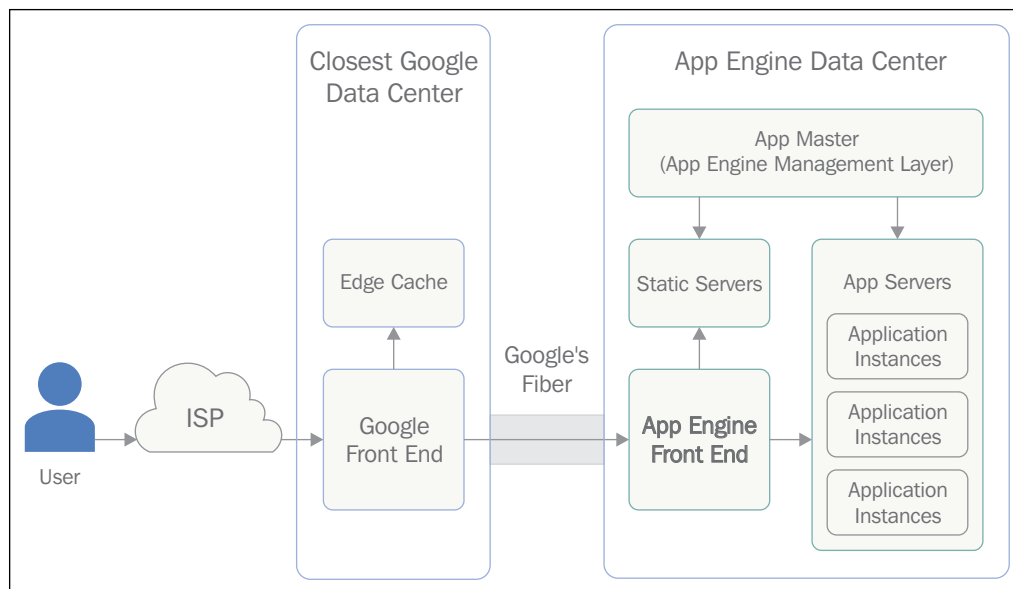 Closest Google
Data Center
App Engine Data Center
App Master
(App Engine Management Layer)
Edge Cache
Static Servers
App Servers
Application
Instances
Google's
Fiber
ISP
Google
Front End
App Engine
Front End
Application
Instances
User
Application
Instances